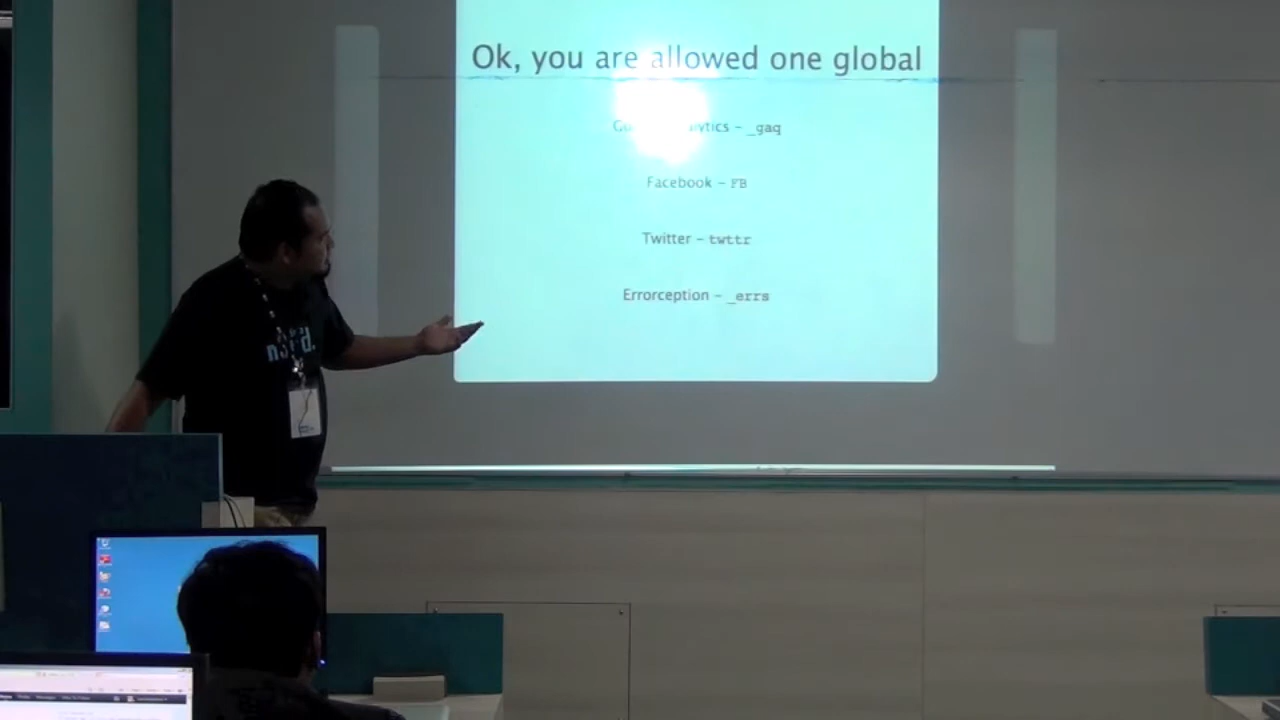 Ok, you are allowed one global
– _gaq
Facebook – FB
Twitter – twttr
Errorception – _errs